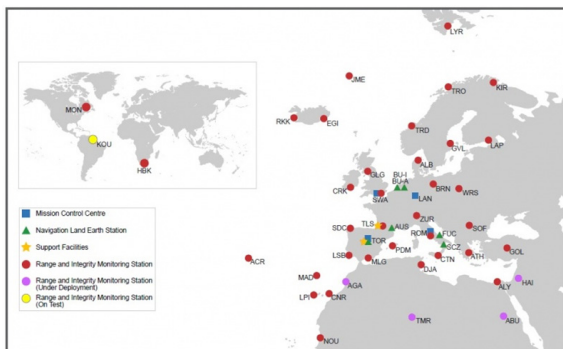 LYR
JME
TRO
KIR
MON
RKK
EGI
TRD
KOU
GVL
LAP
HBK
ALB
GLG
BU-I
BU-A
CRK
SWA
LAN
BRN
WRS
Mission Control Centre
Navigation Land Earth Station
Support Facilities
Range and Integrity Monitoring Station
Range and Integrity Monitoring Station
(Under Deployment)
Range and Integrity Monitoring Station
(On Test)
ZUR
TLS
AUS
SDC
ROM
FUC
SOF
TOR
SCZ
GOL
PDM
LSB
MLG
CTN
ATH
ACR
DJA
MAD
AGA
ALY
HAI
LPI
CNR
TMR
ABU
NOU